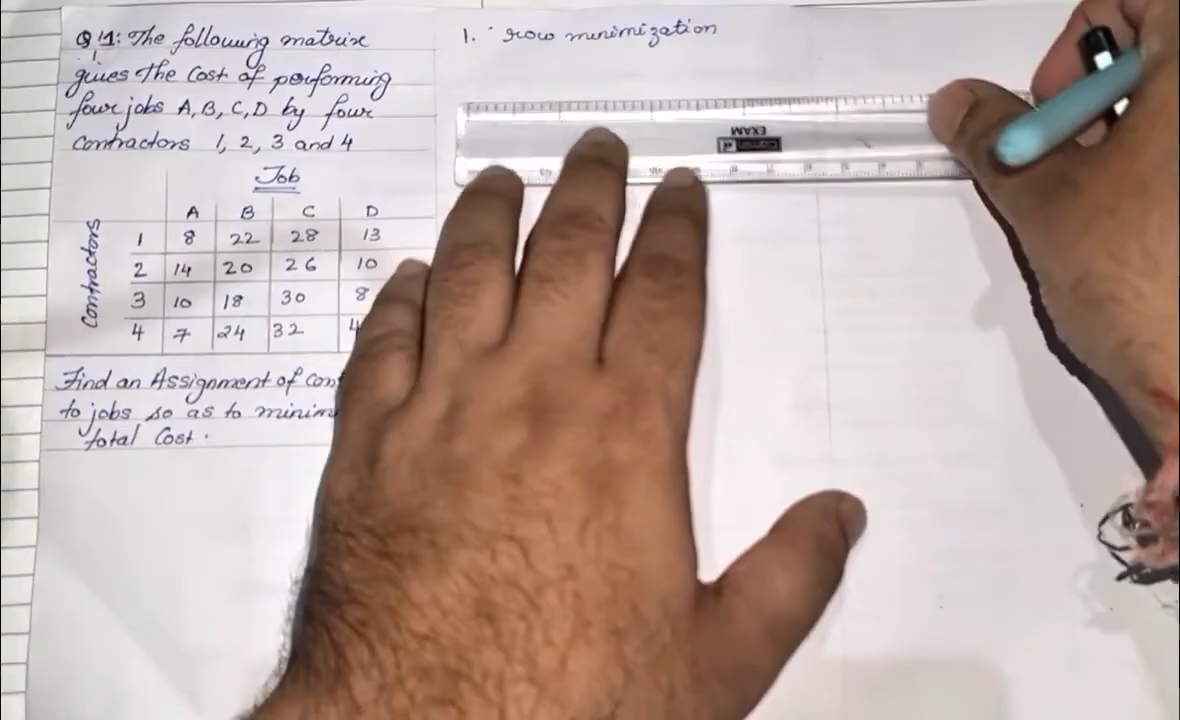 Q1: The following matrix
gives the cost of performing
four jobs A, B, C, D by four
Contractors 1, 2, 3 and 4
Job
A B C D
Contractors
1 8 22 28 13
2 14 20 26 10
3 10 18 30 8
4 7 24 32 4
Find an Assignment of con
to jobs so as to minim
total Cost.
1. row minimization
EXAM